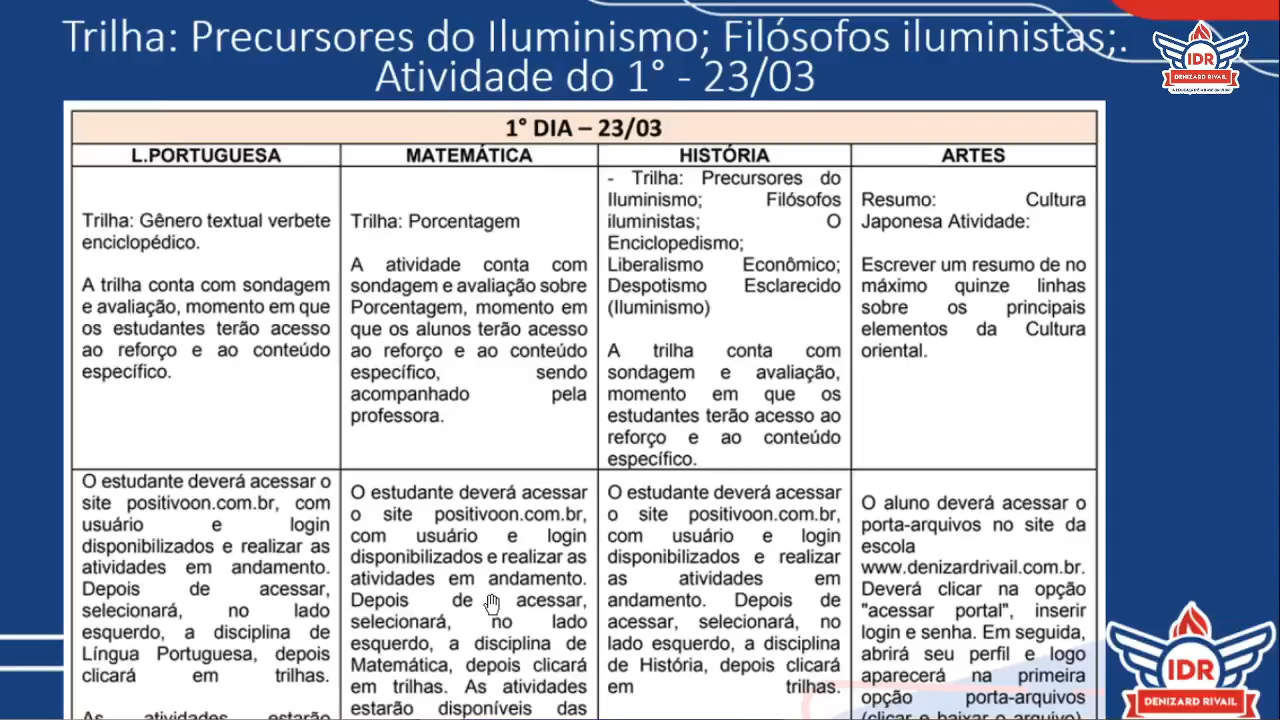 Trilha: Precursores do Iluminismo; Filósofos iluministas;.
Atividade do 1° - 23/03
IDR
DENIZARD RIVAIL
1° DIA – 23/03
L.PORTUGUESA
MATEMÁTICA
HISTÓRIA
ARTES
Trilha: Gênero textual verbete
enciclopédico.
A trilha conta com sondagem
e avaliação, momento em que
os estudantes terão acesso
ao reforço e ao conteúdo
específico.
Trilha: Porcentagem
A atividade conta com
sondagem e avaliação sobre
Porcentagem, momento em
que os alunos terão acesso
ao reforço e ao conteúdo
específico, sendo
acompanhado pela
professora.
- Trilha: Precursores do
Iluminismo; Filósofos
iluministas; O
Enciclopedismo;
Liberalismo Econômico;
Despotismo Esclarecido
(Iluminismo)
A trilha conta com
sondagem e avaliação,
momento em que os
estudantes terão acesso ao
reforço e ao conteúdo
específico.
Resumo: Cultura
Japonesa Atividade:
Escrever um resumo de no
máximo quinze linhas
sobre os principais
elementos da Cultura
oriental.
O estudante deverá acessar o
site positivoon.com.br, com
usuário e login
disponibilizados e realizar as
atividades em andamento.
Depois de acessar,
selecionará, no lado
esquerdo, a disciplina de
Língua Portuguesa, depois
clicará em trilhas.
As atividades estarão
O estudante deverá acessar
o site positivoon.com.br,
com usuário e login
disponibilizados e realizar as
atividades em andamento.
Depois de acessar,
selecionará, no lado
esquerdo, a disciplina de
Matemática, depois clicará
em trilhas. As atividades
estarão disponíveis das
O estudante deverá acessar
o site positivoon.com.br,
com usuário e login
disponibilizados e realizar
as atividades em
andamento. Depois de
acessar, selecionará, no
lado esquerdo, a disciplina
de História, depois clicará
em trilhas.
O aluno deverá acessar o
porta-arquivos no site da
escola
www.denizardrivail.com.br.
Deverá clicar na opção
"acessar portal", inserir
login e senha. Em seguida,
abrirá seu perfil e logo
aparecerá na primeira
opção porta-arquivos
(clicar e baixar o arquivo)
IDR
DENIZARD RIVAIL